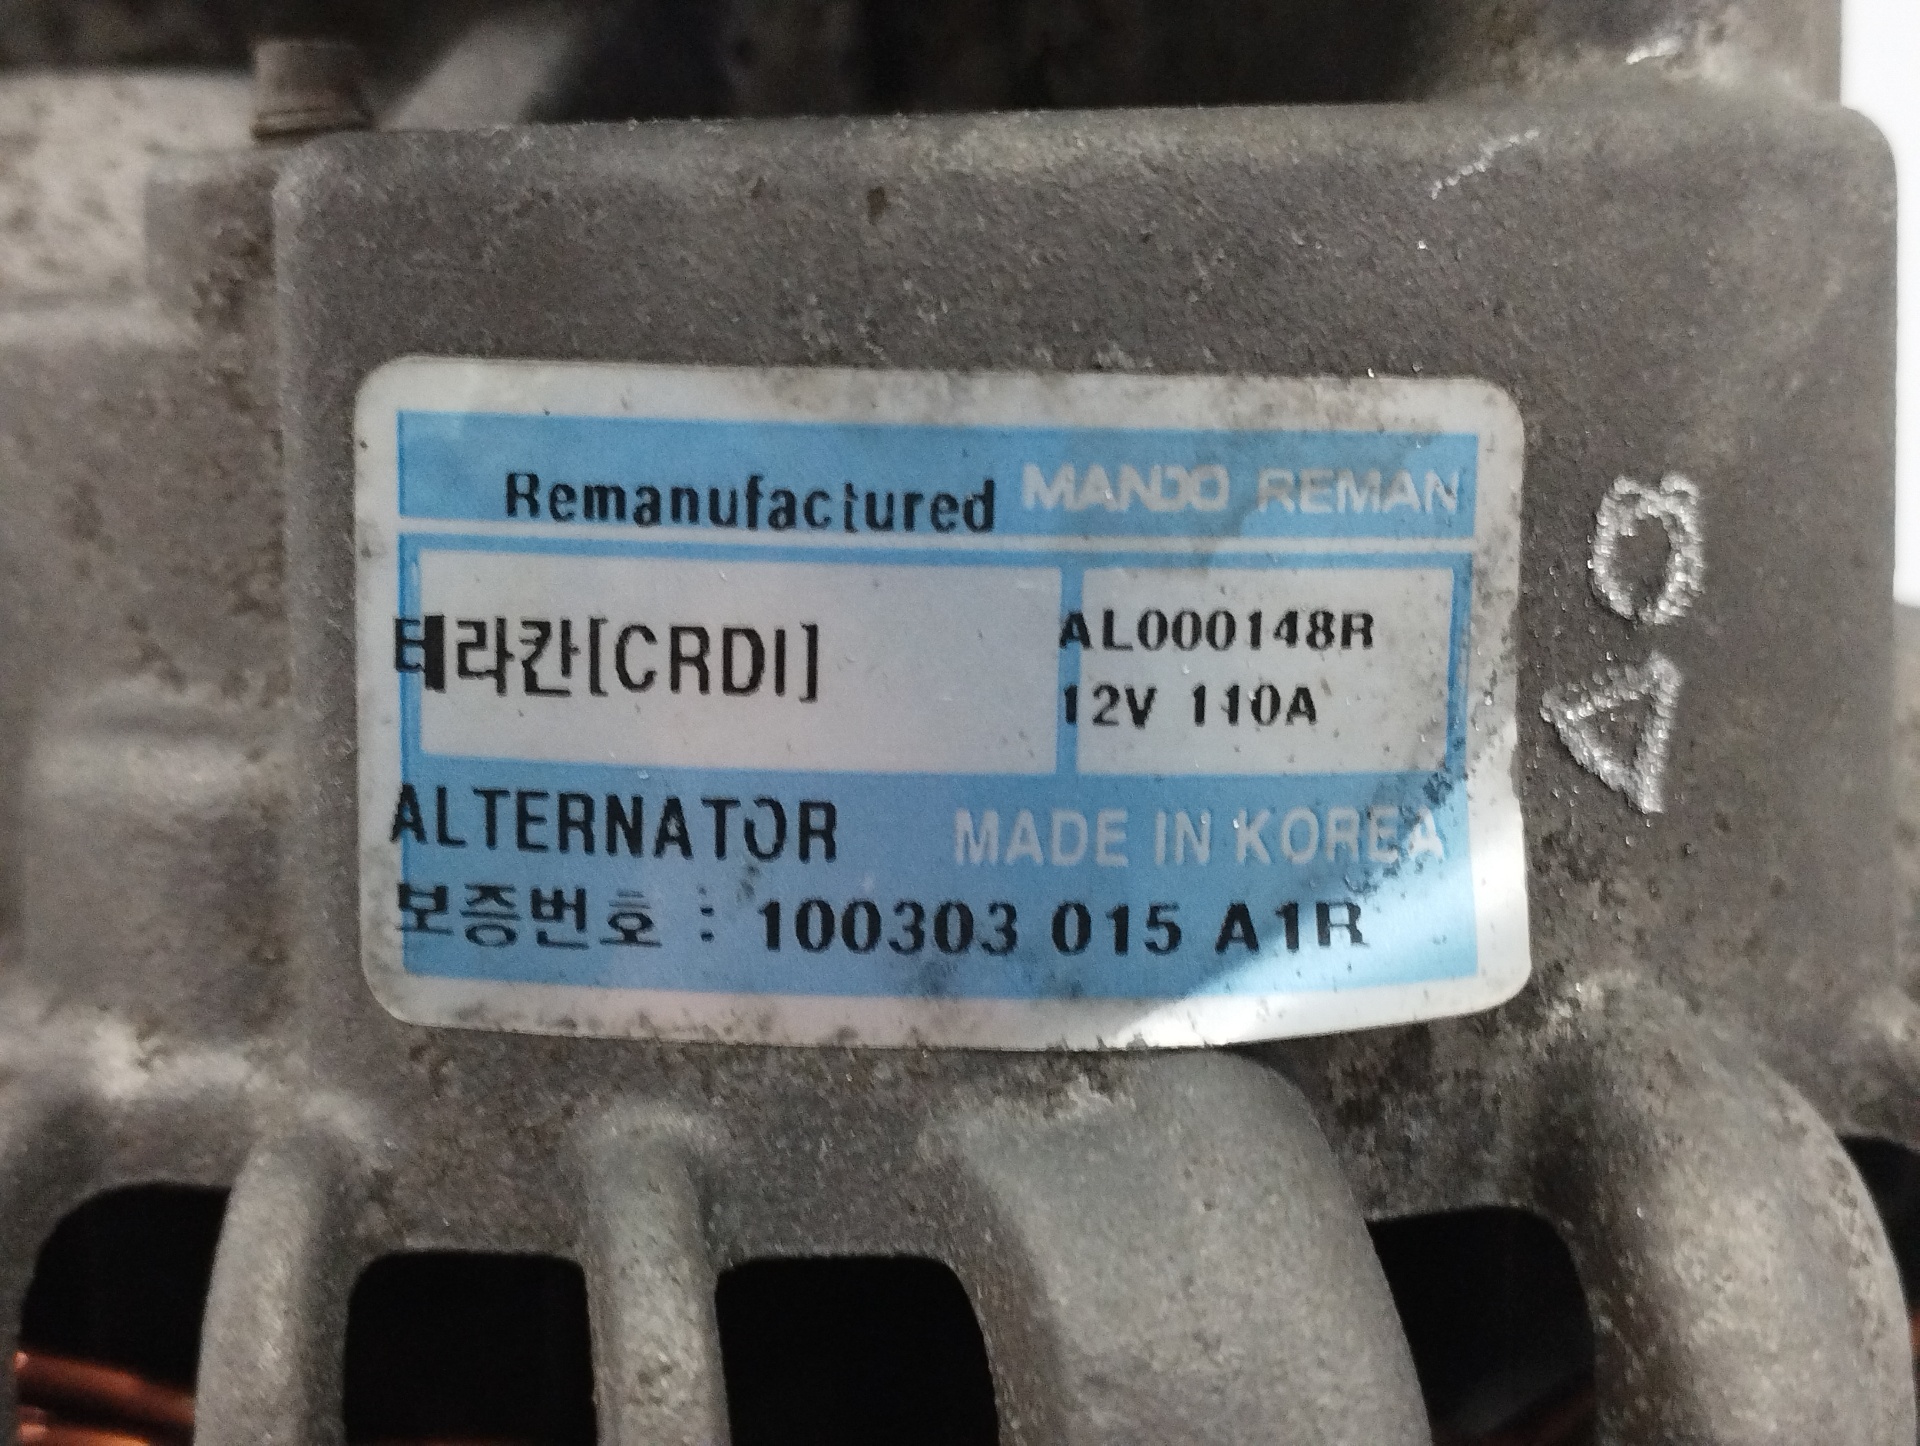 Remanufactured MANDO REMAN
테라칸[CRDI]
AL000148R
12V 110A
ALTERNATOR MADE IN KOREA
보증번호 : 100303 015 A1R